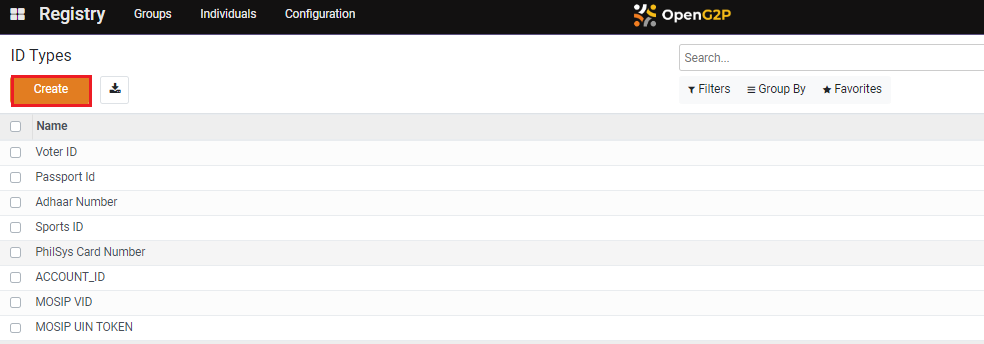 Registry Groups Individuals Configuration OpenG2P
ID Types
Search...
Create
Filters Group By Favorites
Name
Voter ID
Passport Id
Adhaar Number
Sports ID
PhilSys Card Number
ACCOUNT_ID
MOSIP VID
MOSIP UIN TOKEN